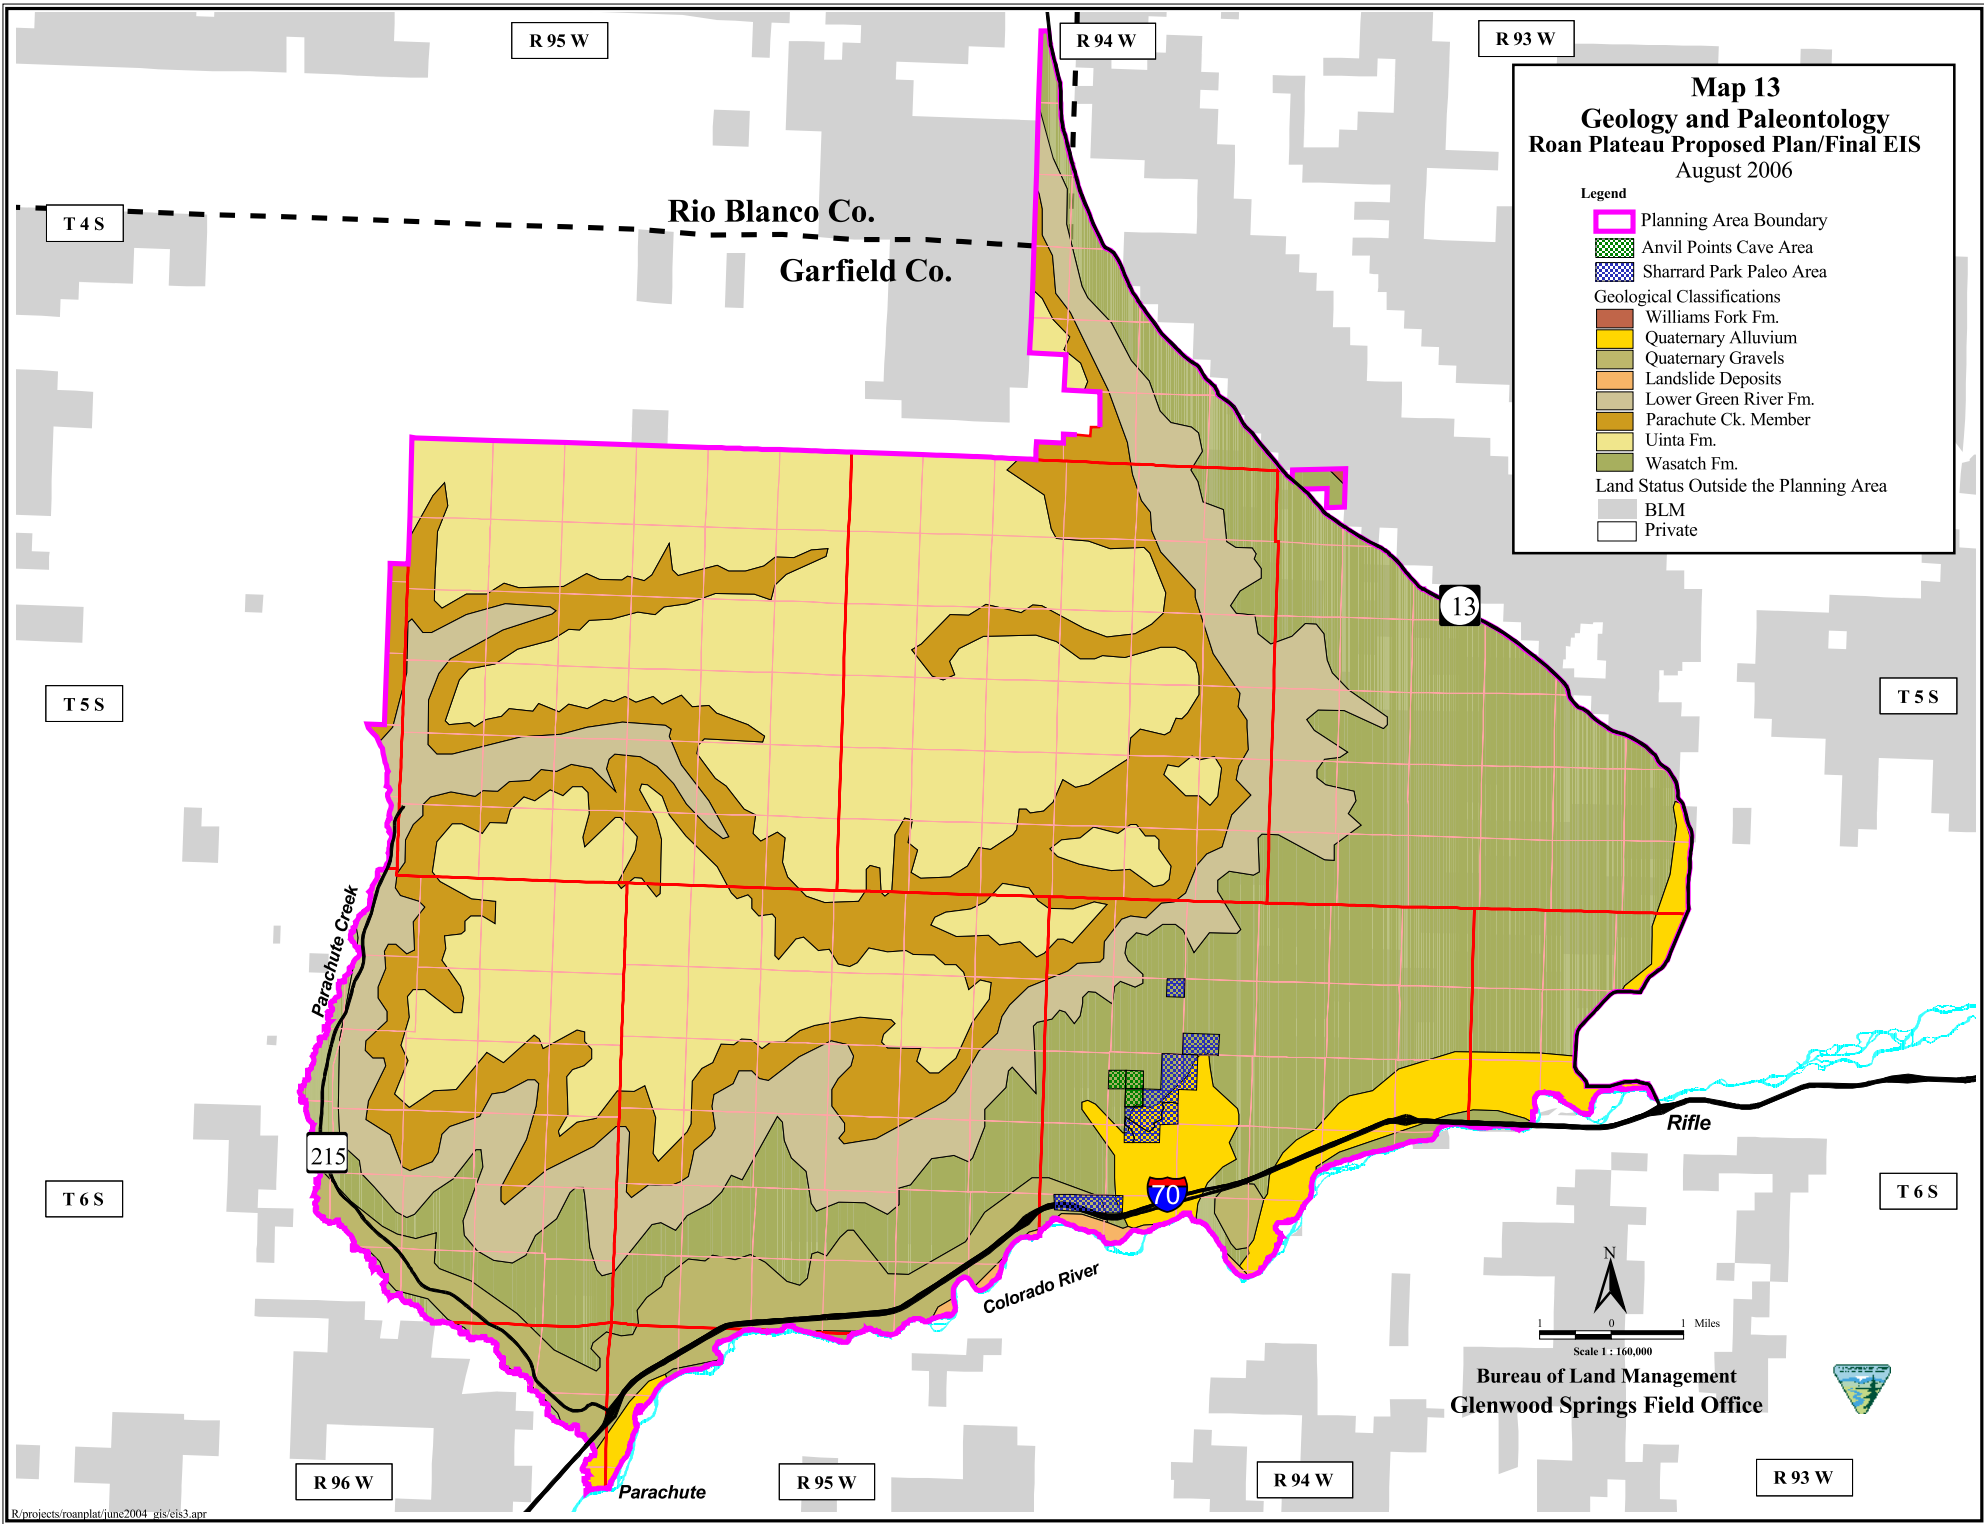 R 95 W
R 94 W
R 93 W
Map 13
Geology and Paleontology
Roan Plateau Proposed Plan/Final EIS
August 2006
Legend
Planning Area Boundary
Anvil Points Cave Area
Sharrard Park Paleo Area
Geological Classifications
Williams Fork Fm.
Quaternary Alluvium
Quaternary Gravels
Landslide Deposits
Lower Green River Fm.
Parachute Ck. Member
Uinta Fm.
Wasatch Fm.
Land Status Outside the Planning Area
BLM
Private
T 4 S
Rio Blanco Co.
Garfield Co.
13
T 5 S
T 5 S
Parachute Creek
215
Rifle
T 6 S
70
T 6 S
Colorado River
N
1 0 1 Miles
Scale 1 : 160,000
Bureau of Land Management
Glenwood Springs Field Office
R 96 W
R 95 W
R 94 W
R 93 W
Parachute
R/projects/roanplat/june2004_gis/eis3.apr